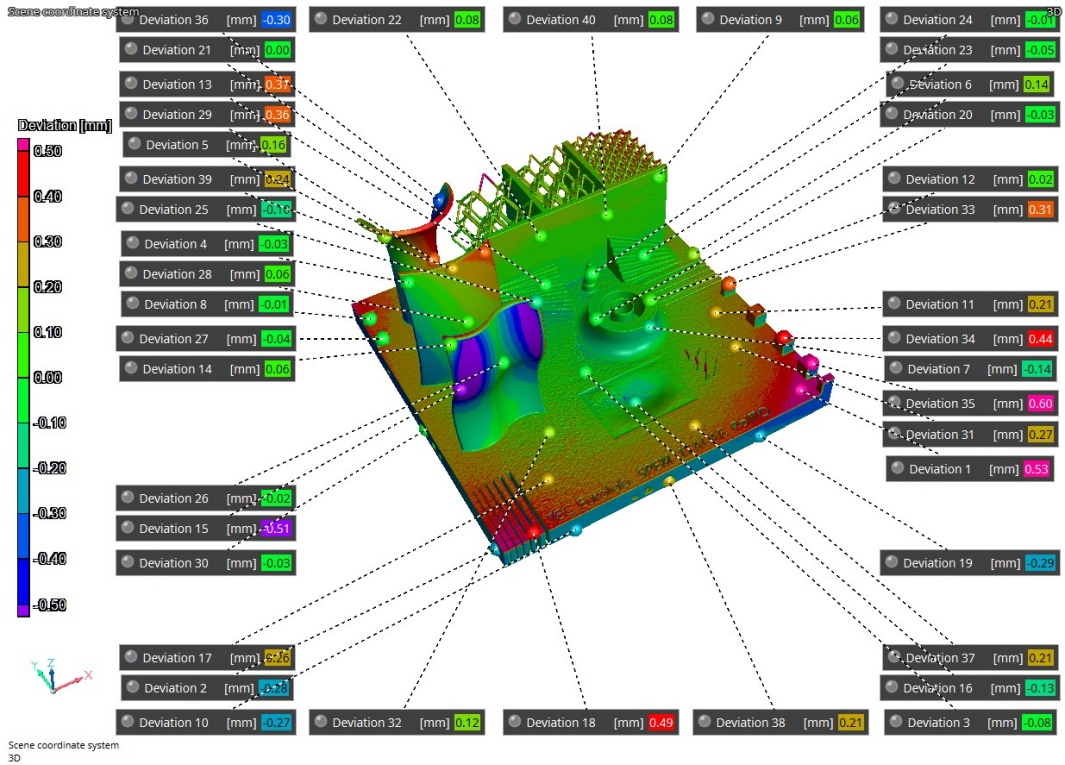 Scene coordinate system
3D
Deviation 36 [mm] -0.30
Deviation 22 [mm] 0.08
Deviation 40 [mm] 0.08
Deviation 9 [mm] 0.06
Deviation 24 [mm] -0.01
Deviation 21 [mm] 0.00
Deviation 23 [mm] -0.05
Deviation 13 [mm] 0.37
Deviation 6 [mm] 0.14
Deviation 29 [mm] 0.36
Deviation 20 [mm] -0.03
Deviation [mm]
Deviation 5 [mm] 0.16
Deviation 39 [mm] 0.24
Deviation 12 [mm] 0.02
Deviation 25 [mm] -0.16
Deviation 33 [mm] 0.31
Deviation 4 [mm] -0.03
Deviation 28 [mm] 0.06
Deviation 8 [mm] -0.01
Deviation 11 [mm] 0.21
Deviation 27 [mm] -0.04
Deviation 34 [mm] 0.44
Deviation 14 [mm] 0.06
Deviation 7 [mm] -0.14
Deviation 35 [mm] 0.60
Deviation 31 [mm] 0.27
Deviation 1 [mm] 0.53
0.50
0.40
0.30
0.20
0.10
0.00
-0.10
-0.20
-0.30
-0.40
-0.50
Deviation 26 [mm] -0.02
Deviation 15 [mm] -0.51
Deviation 30 [mm] -0.03
Deviation 19 [mm] -0.29
Deviation 17 [mm] 0.26
Deviation 37 [mm] 0.21
Deviation 2 [mm] -0.28
Deviation 16 [mm] -0.13
Deviation 10 [mm] -0.27
Deviation 32 [mm] 0.12
Deviation 18 [mm] 0.49
Deviation 38 [mm] 0.21
Deviation 3 [mm] -0.08
X
Y
Z
Scene coordinate system
3D